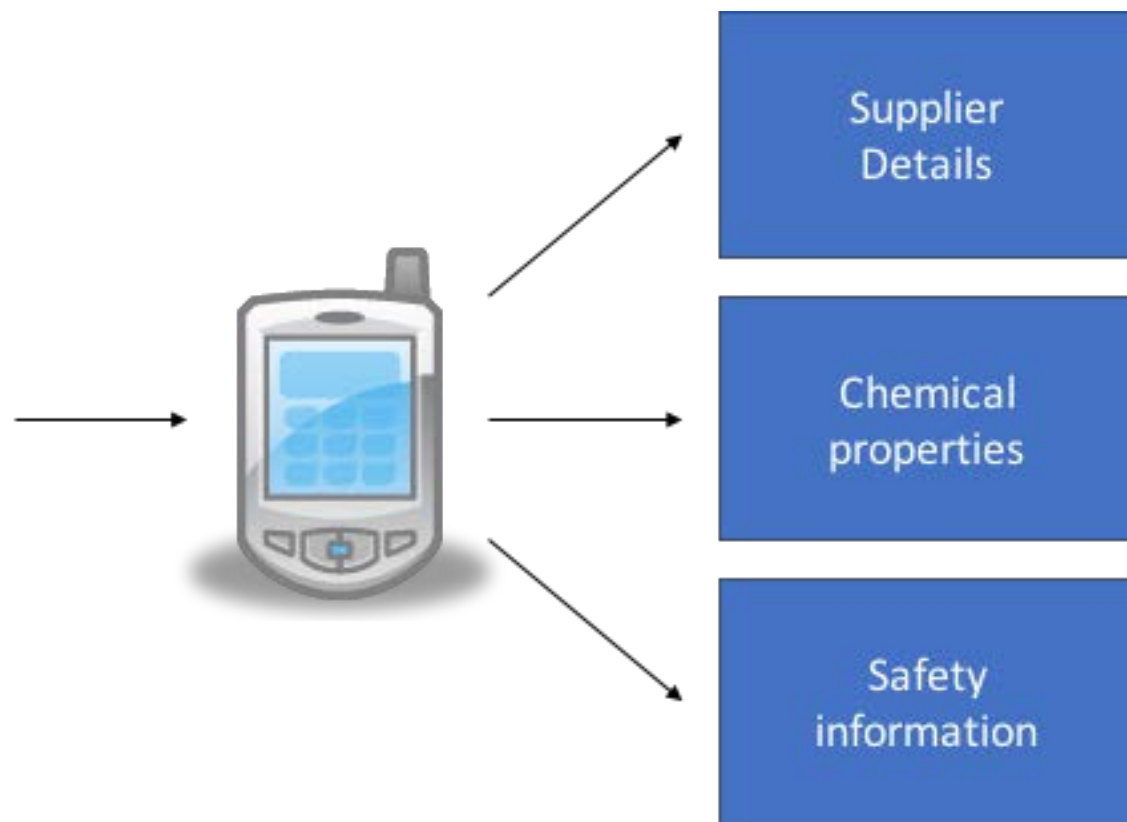 Supplier
Details
Chemical
properties
Safety
information